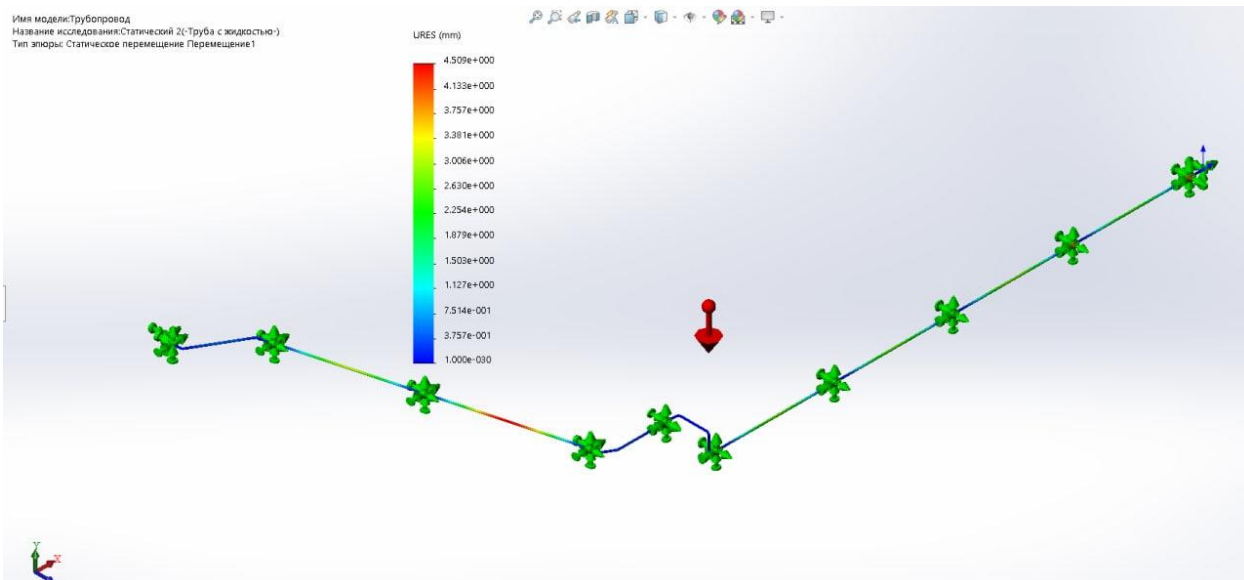 Имя модели:Трубопровод
Название исследования:Статический 2(-Труба с жидкостью-)
Тип эпюры: Статическое перемещение Перемещение1
URES (mm)
4.509e+000
4.133e+000
3.757e+000
3.381e+000
3.006e+000
2.630e+000
2.254e+000
1.879e+000
1.503e+000
1.127e+000
7.514e-001
3.757e-001
1.000e-030
Y
X